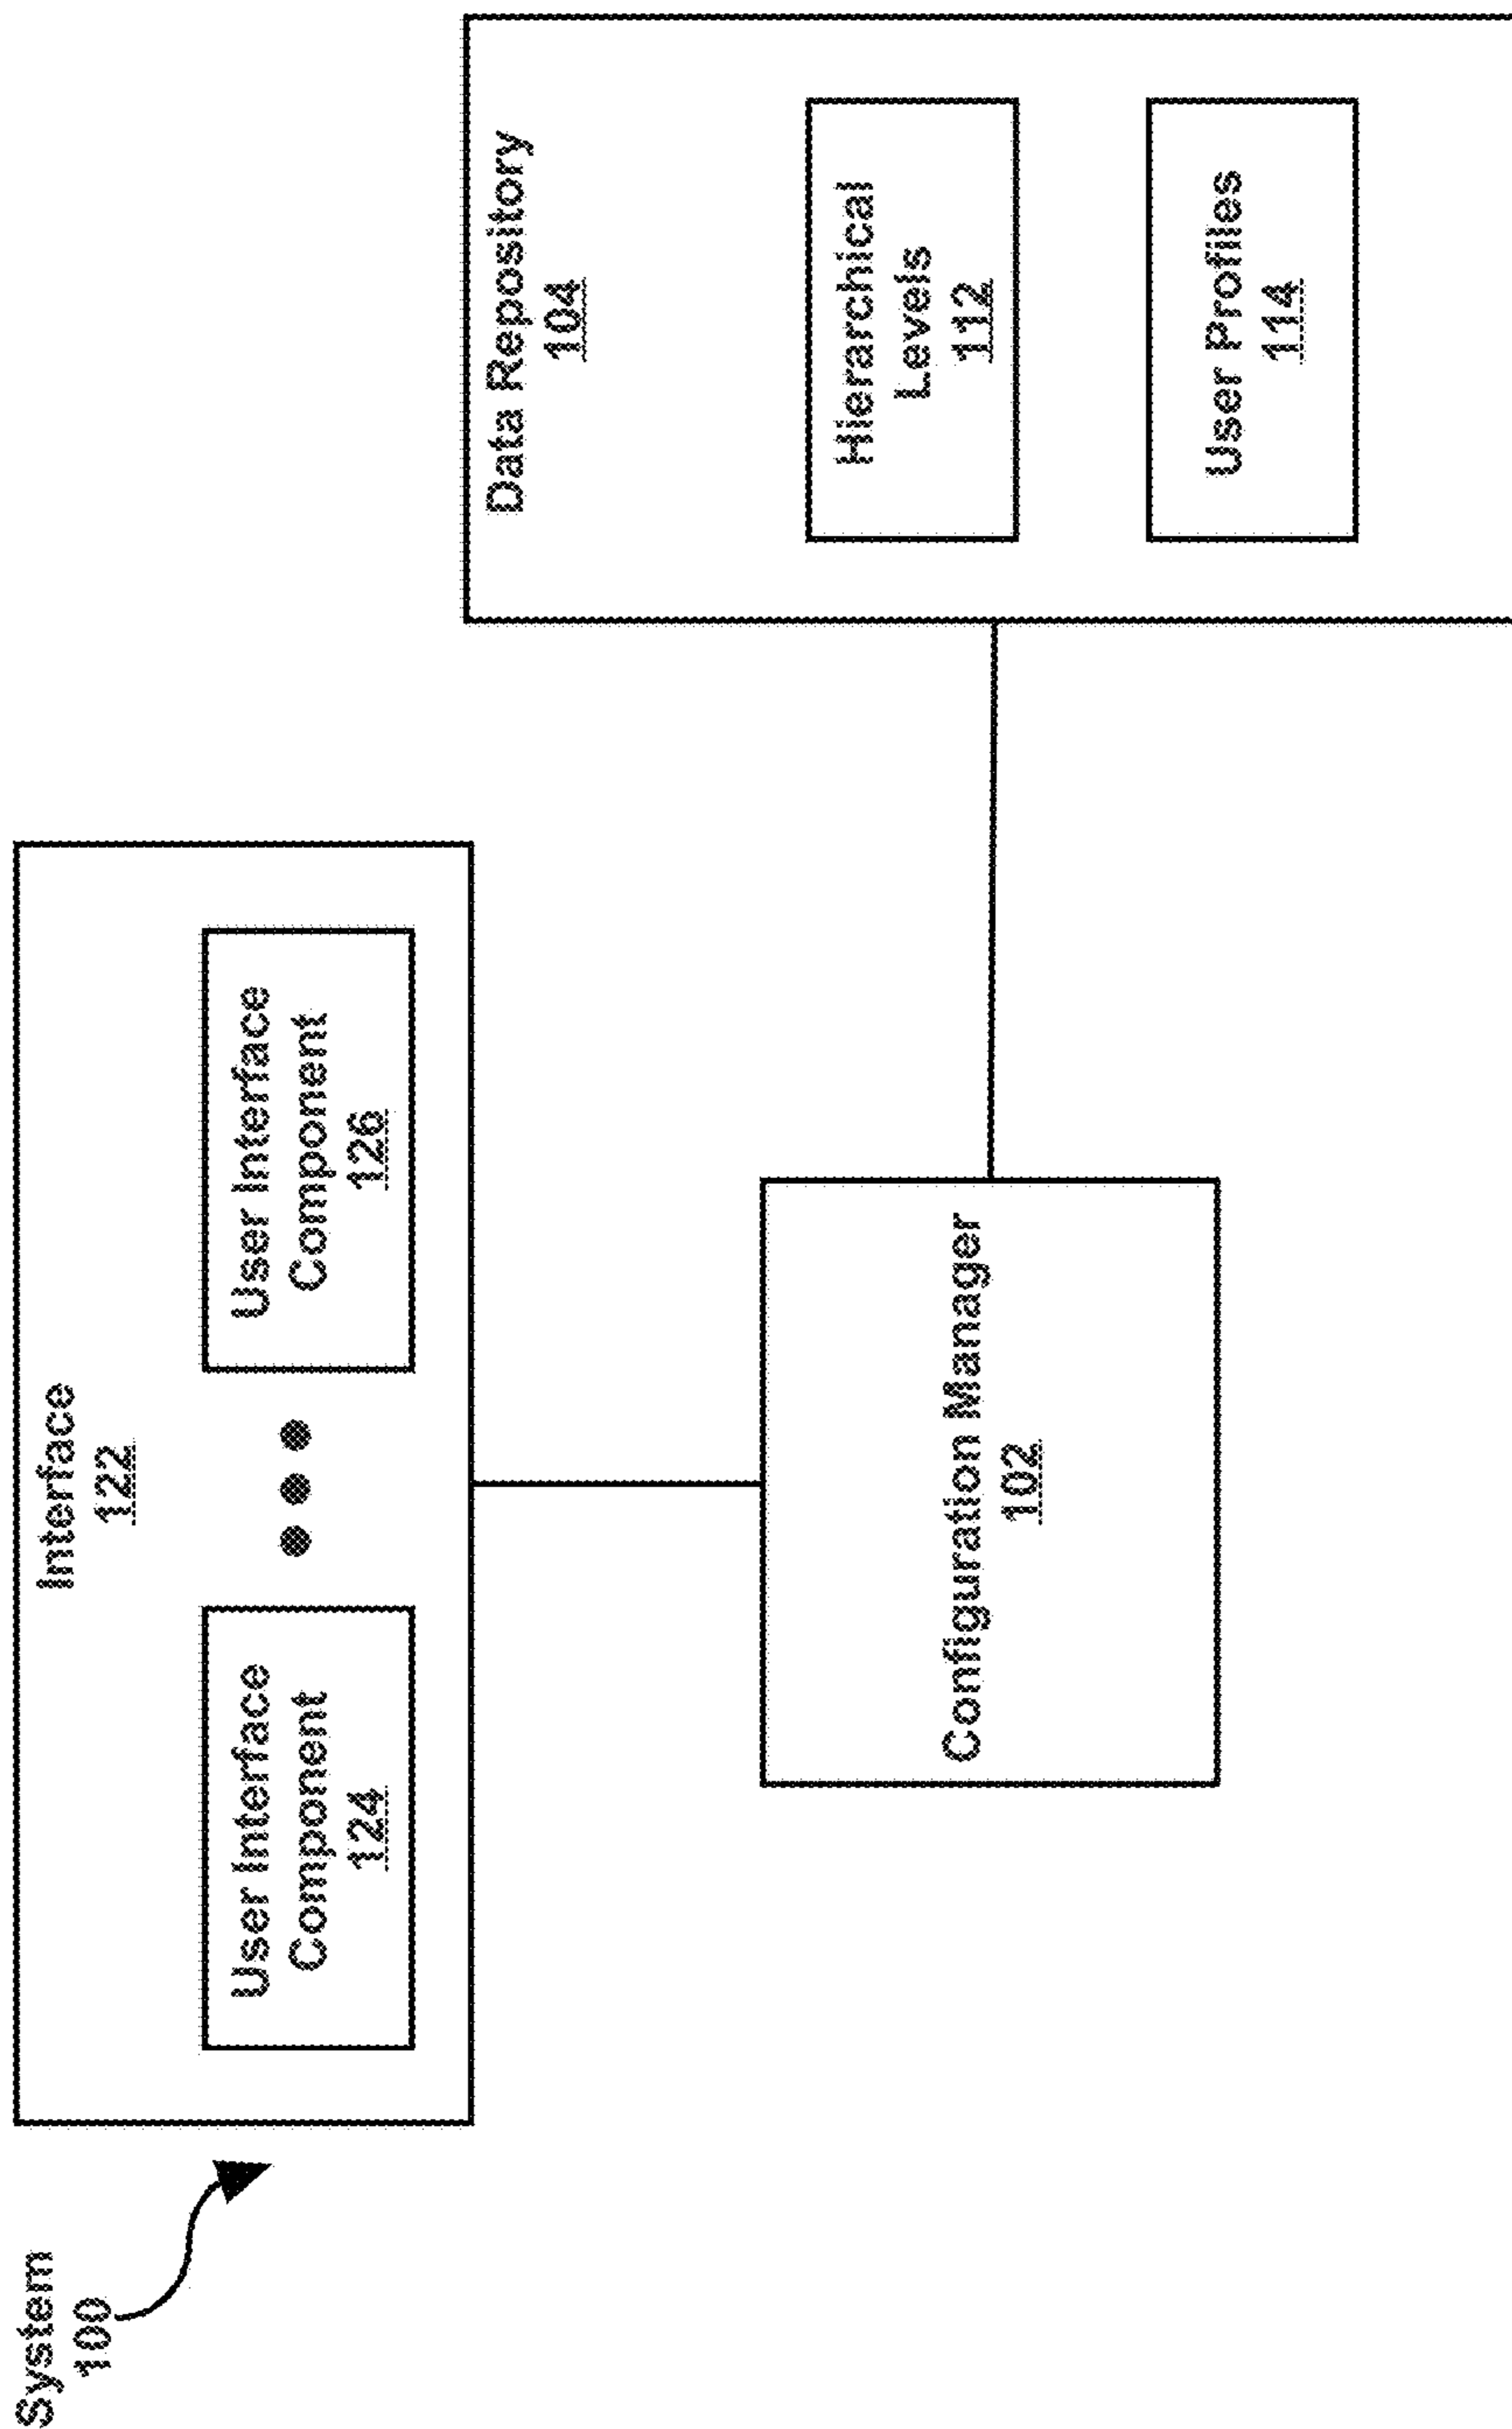 System
100
Interface
122
User Interface
Component
124
User Interface
Component
126
Configuration Manager
102
Data Repository
104
Hierarchical
Levels
112
User Profiles
114